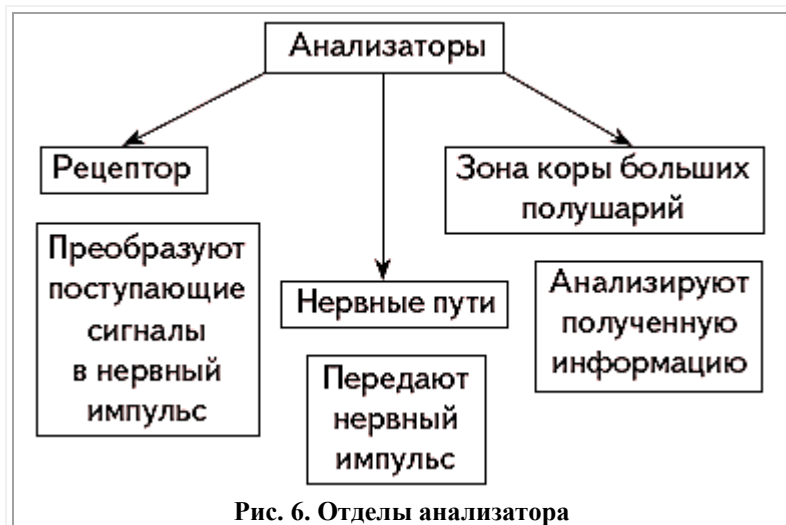 Анализаторы
Рецептор
Преобразуют
поступающие
сигналы
в нервный
импульс
Нервные пути
Передают
нервный
импульс
Зона коры больших
полушарий
Анализируют
полученную
информацию
Рис. 6. Отделы анализатора